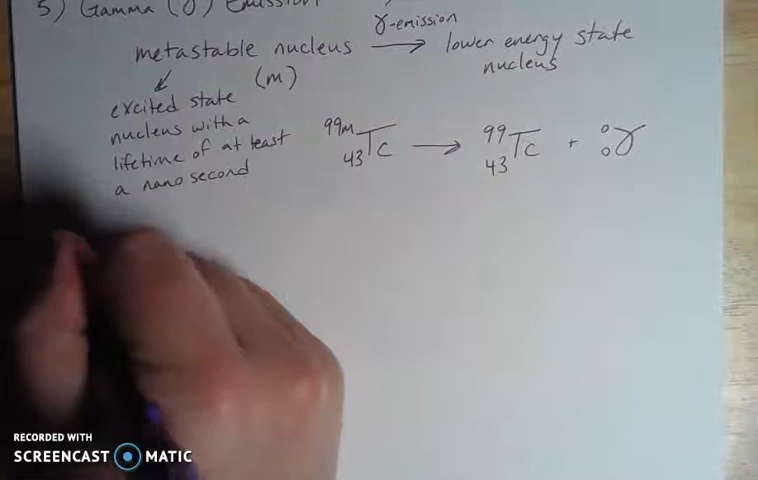 5) Gamma (γ) Emission
γ-emission
metastable nucleus → lower energy state
nucleus
(m)
excited state
nucleus with a
lifetime of at least
a nano second
99m 43 Tc → 99 43 Tc + 0 0 γ
RECORDED WITH
SCREENCAST MATIC